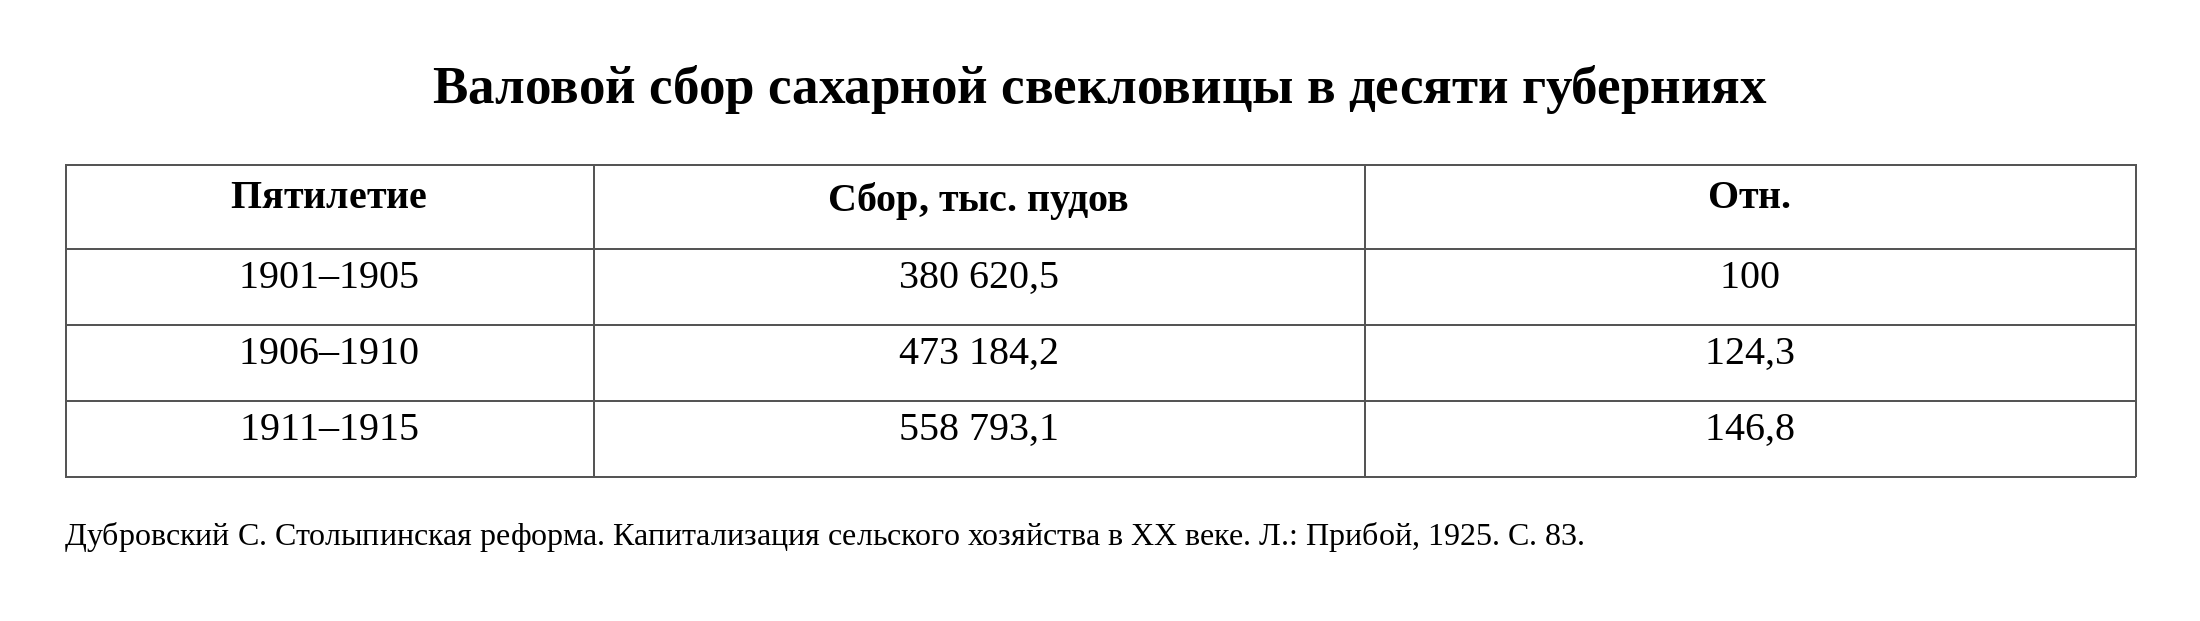 Валовой сбор сахарной свекловицы в десяти губерниях
Пятилетие Сбор, тыс. пудов Отн.
1901–1905 380 620,5 100
1906–1910 473 184,2 124,3
1911–1915 558 793,1 146,8
Дубровский С. Столыпинская реформа. Капитализация сельского хозяйства в XX веке. Л.: Прибой, 1925. С. 83.